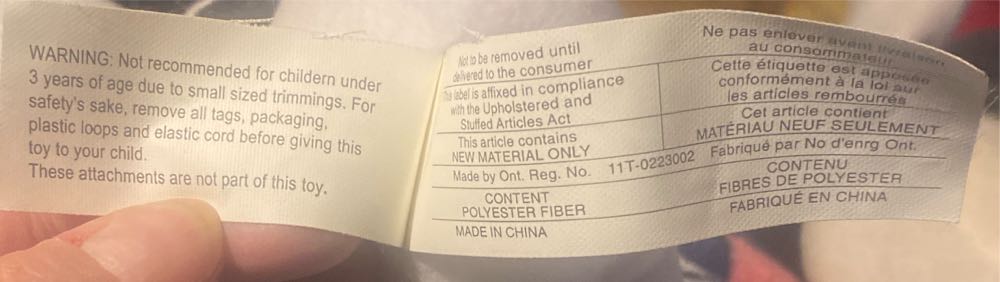 WARNING: Not recommended for childern under
3 years of age due to small sized trimmings. For
safety's sake, remove all tags, packaging,
plastic loops and elastic cord before giving this
toy to your child.
These attachments are not part of this toy.
Not to be removed until
delivered to the consumer
This label is affixed in compliance
with the Upholstered and
Stuffed Articles Act
This article contains
NEW MATERIAL ONLY
Made by Ont. Reg. No. 11T-0223002
CONTENT
POLYESTER FIBER
MADE IN CHINA
Ne pas enlever avant livraison
au consommateur
Cette étiquette est apposée
conformément à la loi sur
les articles rembourrés
Cet article contient
MATÉRIAU NEUF SEULEMENT
Fabriqué par No d'enrg Ont.
CONTENU
FIBRES DE POLYESTER
FABRIQUÉ EN CHINA